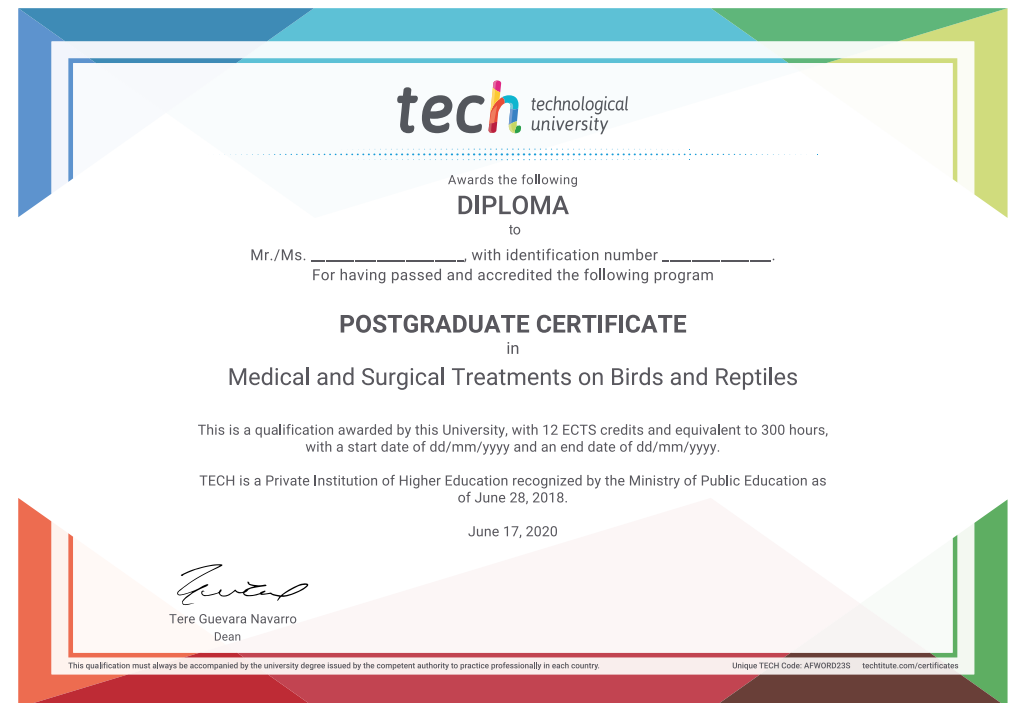 tech technological
university
Awards the following
DIPLOMA
to
Mr./Ms. ____________________, with identification number ______________.
For having passed and accredited the following program
POSTGRADUATE CERTIFICATE
in
Medical and Surgical Treatments on Birds and Reptiles
This is a qualification awarded by this University, with 12 ECTS credits and equivalent to 300 hours,
with a start date of dd/mm/yyyy and an end date of dd/mm/yyyy.
TECH is a Private Institution of Higher Education recognized by the Ministry of Public Education as
of June 28, 2018.
June 17, 2020
Tere Guevara Navarro
Dean
This qualification must always be accompanied by the university degree issued by the competent authority to practice professionally in each country.
Unique TECH Code: AFWORD23S techtitute.com/certificates